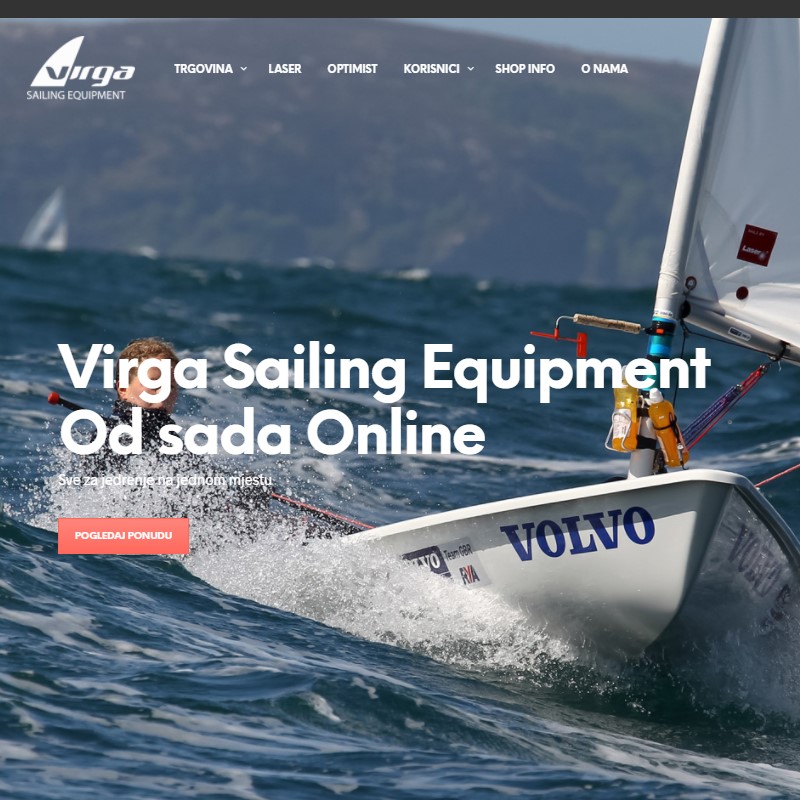 Virga
SAILING EQUIPMENT
TRGOVINA
LASER
OPTIMIST
KORISNICI
SHOP INFO
O NAMA
Laser
Virga Sailing Equipment
Od sada Online
Sve za jedrenje na jednom mjestu.
POGLEDAJ PONUDU
VOLVO
Team GBR
RYA